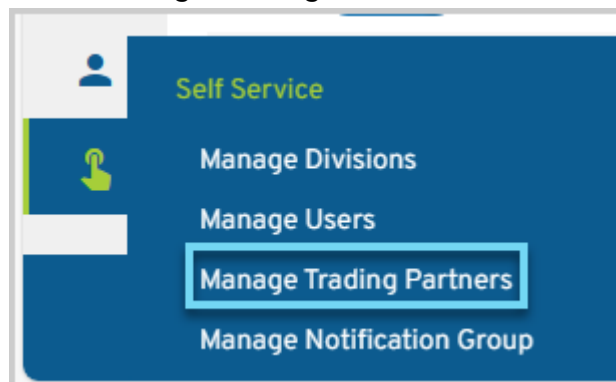 Self Service
Manage Divisions
Manage Users
Manage Trading Partners
Manage Notification Group